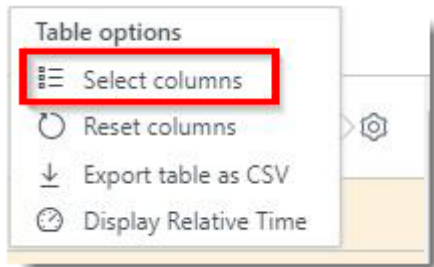 Table options
Select columns
Reset columns
Export table as CSV
Display Relative Time